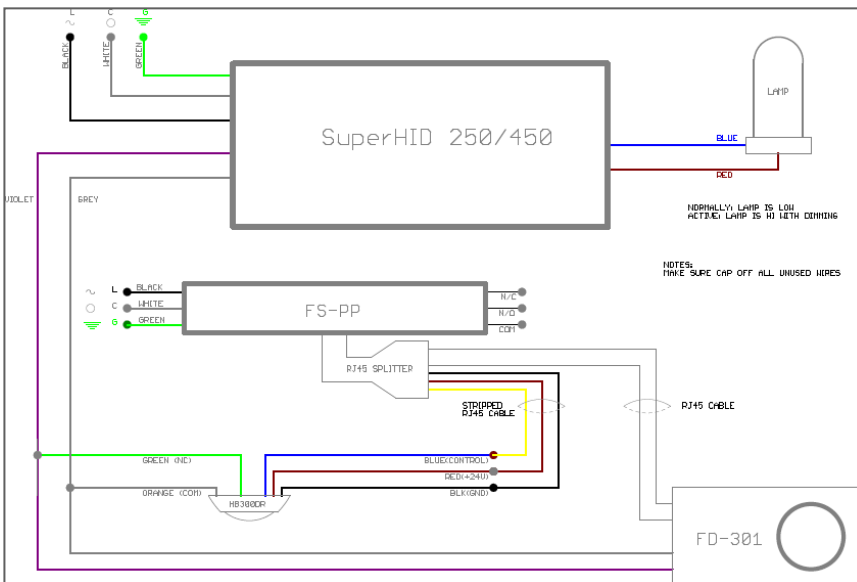 L C G
BLACK
WHITE
GREEN
SuperHID 250/450
LAMP
BLUE
RED
VIOLET
GREY
NORMALLY: LAMP IS LOW
ACTIVE: LAMP IS HI WITH DIMMING
NOTES:
MAKE SURE CAP OFF ALL UNUSED WIRES
L BLACK
C WHITE
G GREEN
FS-PP
N/C
N/O
COM
RJ45 SPLITTER
STRIPPED
RJ45 CABLE
RJ45 CABLE
GREEN (NC)
BLUE(CONTROL)
RED(+24V)
ORANGE (COM)
BLK(GND)
HB300DR
FD-301